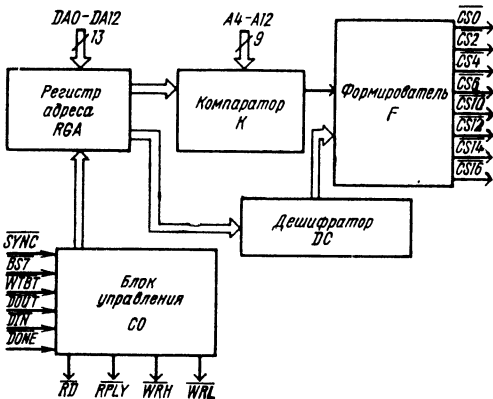 DA0-DA12
13
A4-A12
9
Регистр
адреса
RGA
Компаратор
K
Формирователь
F
CS0
CS2
CS4
CS6
CS10
CS12
CS14
CS16
Дешифратор
DC
SYNC
BS7
WTBT
DOUT
DIN
DONE
Блок
управления
CO
RD
RPLY
WRH
WRL